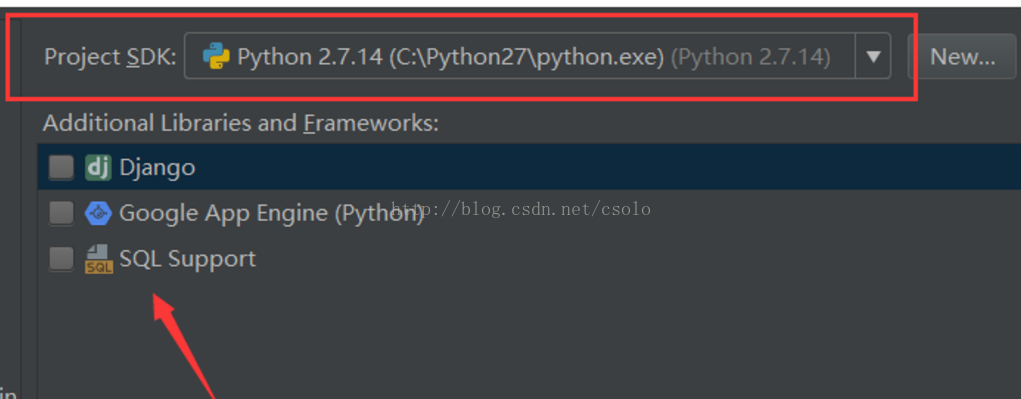 Project SDK: Python 2.7.14 (C:\Python27\python.exe) (Python 2.7.14) New...
Additional Libraries and Frameworks:
dj Django
Google App Engine (Python)
http://blog.csdn.net/csolo
SQL SQL Support
in